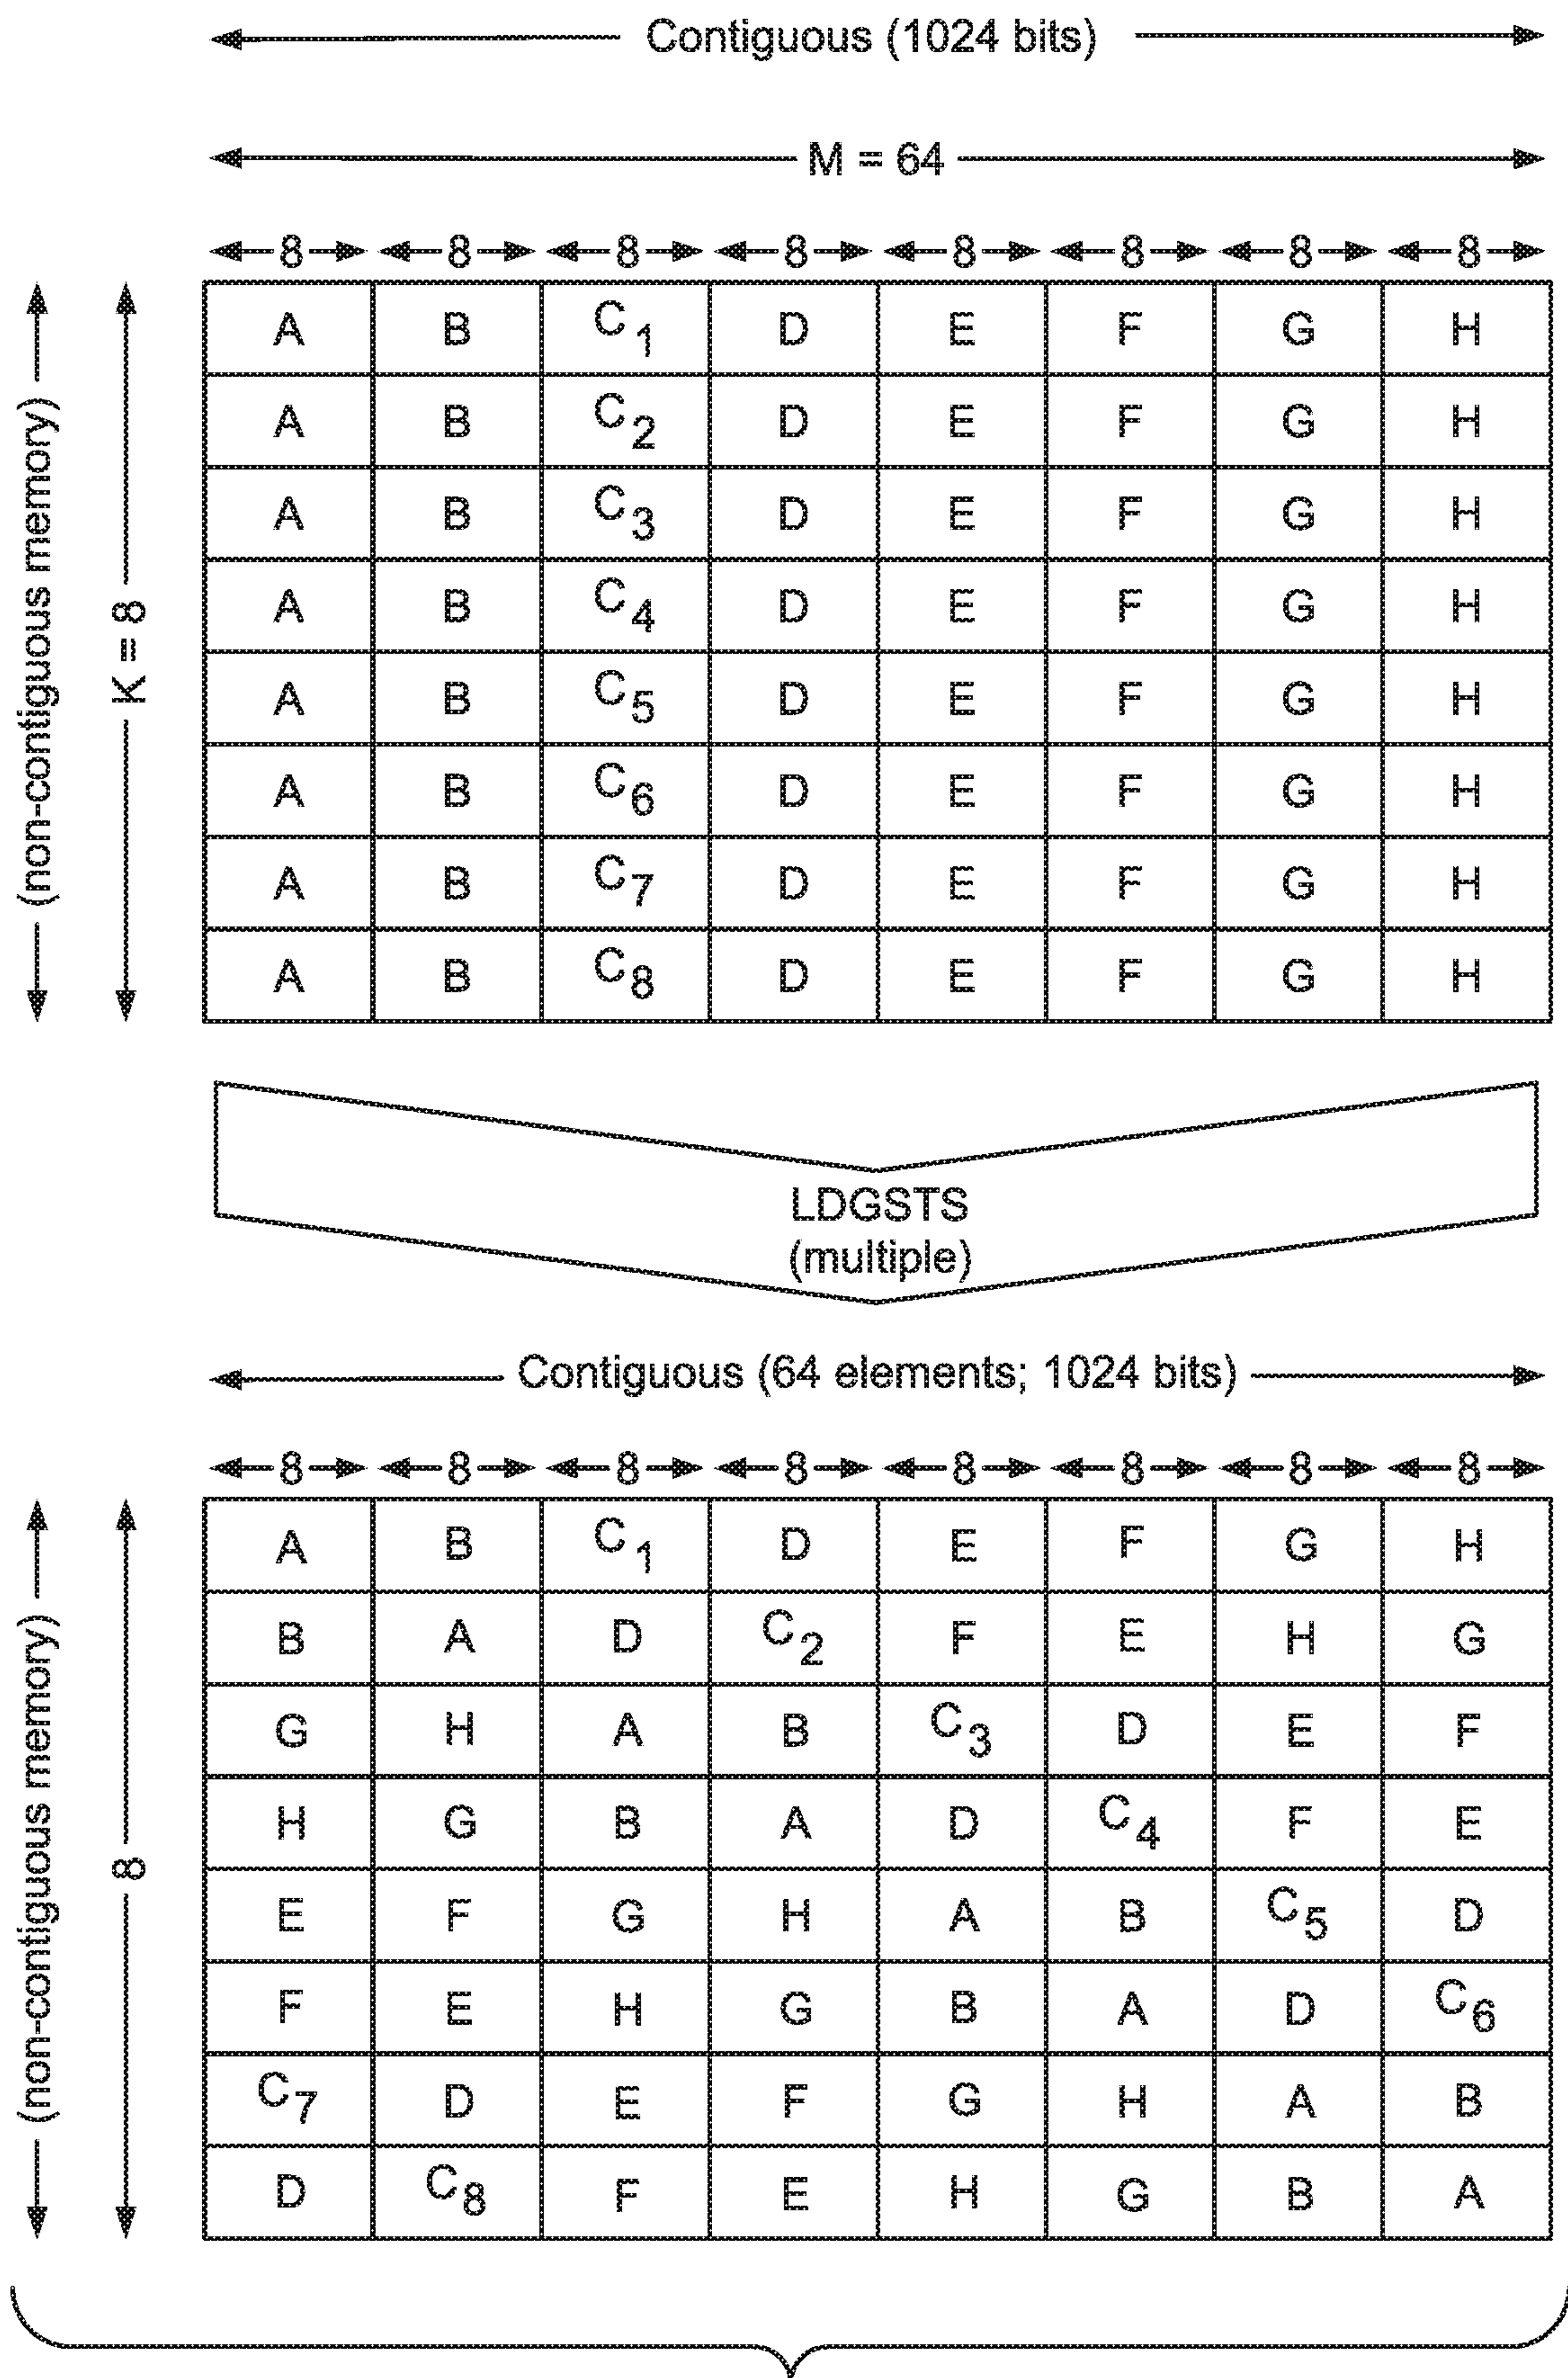 Contiguous (1024 bits)
M = 64
8 8 8 8 8 8 8 8
(non-contiguous memory)
K = 8
A B C1 D E F G H
A B C2 D E F G H
A B C3 D E F G H
A B C4 D E F G H
A B C5 D E F G H
A B C6 D E F G H
A B C7 D E F G H
A B C8 D E F G H
LDGSTS
(multiple)
Contiguous (64 elements; 1024 bits)
8 8 8 8 8 8 8 8
(non-contiguous memory)
8
A B C1 D E F G H
B A D C2 F E H G
G H A B C3 D E F
H G B A D C4 F E
E F G H A B C5 D
F E H G B A D C6
C7 D E F G H A B
D C8 F E H G B A